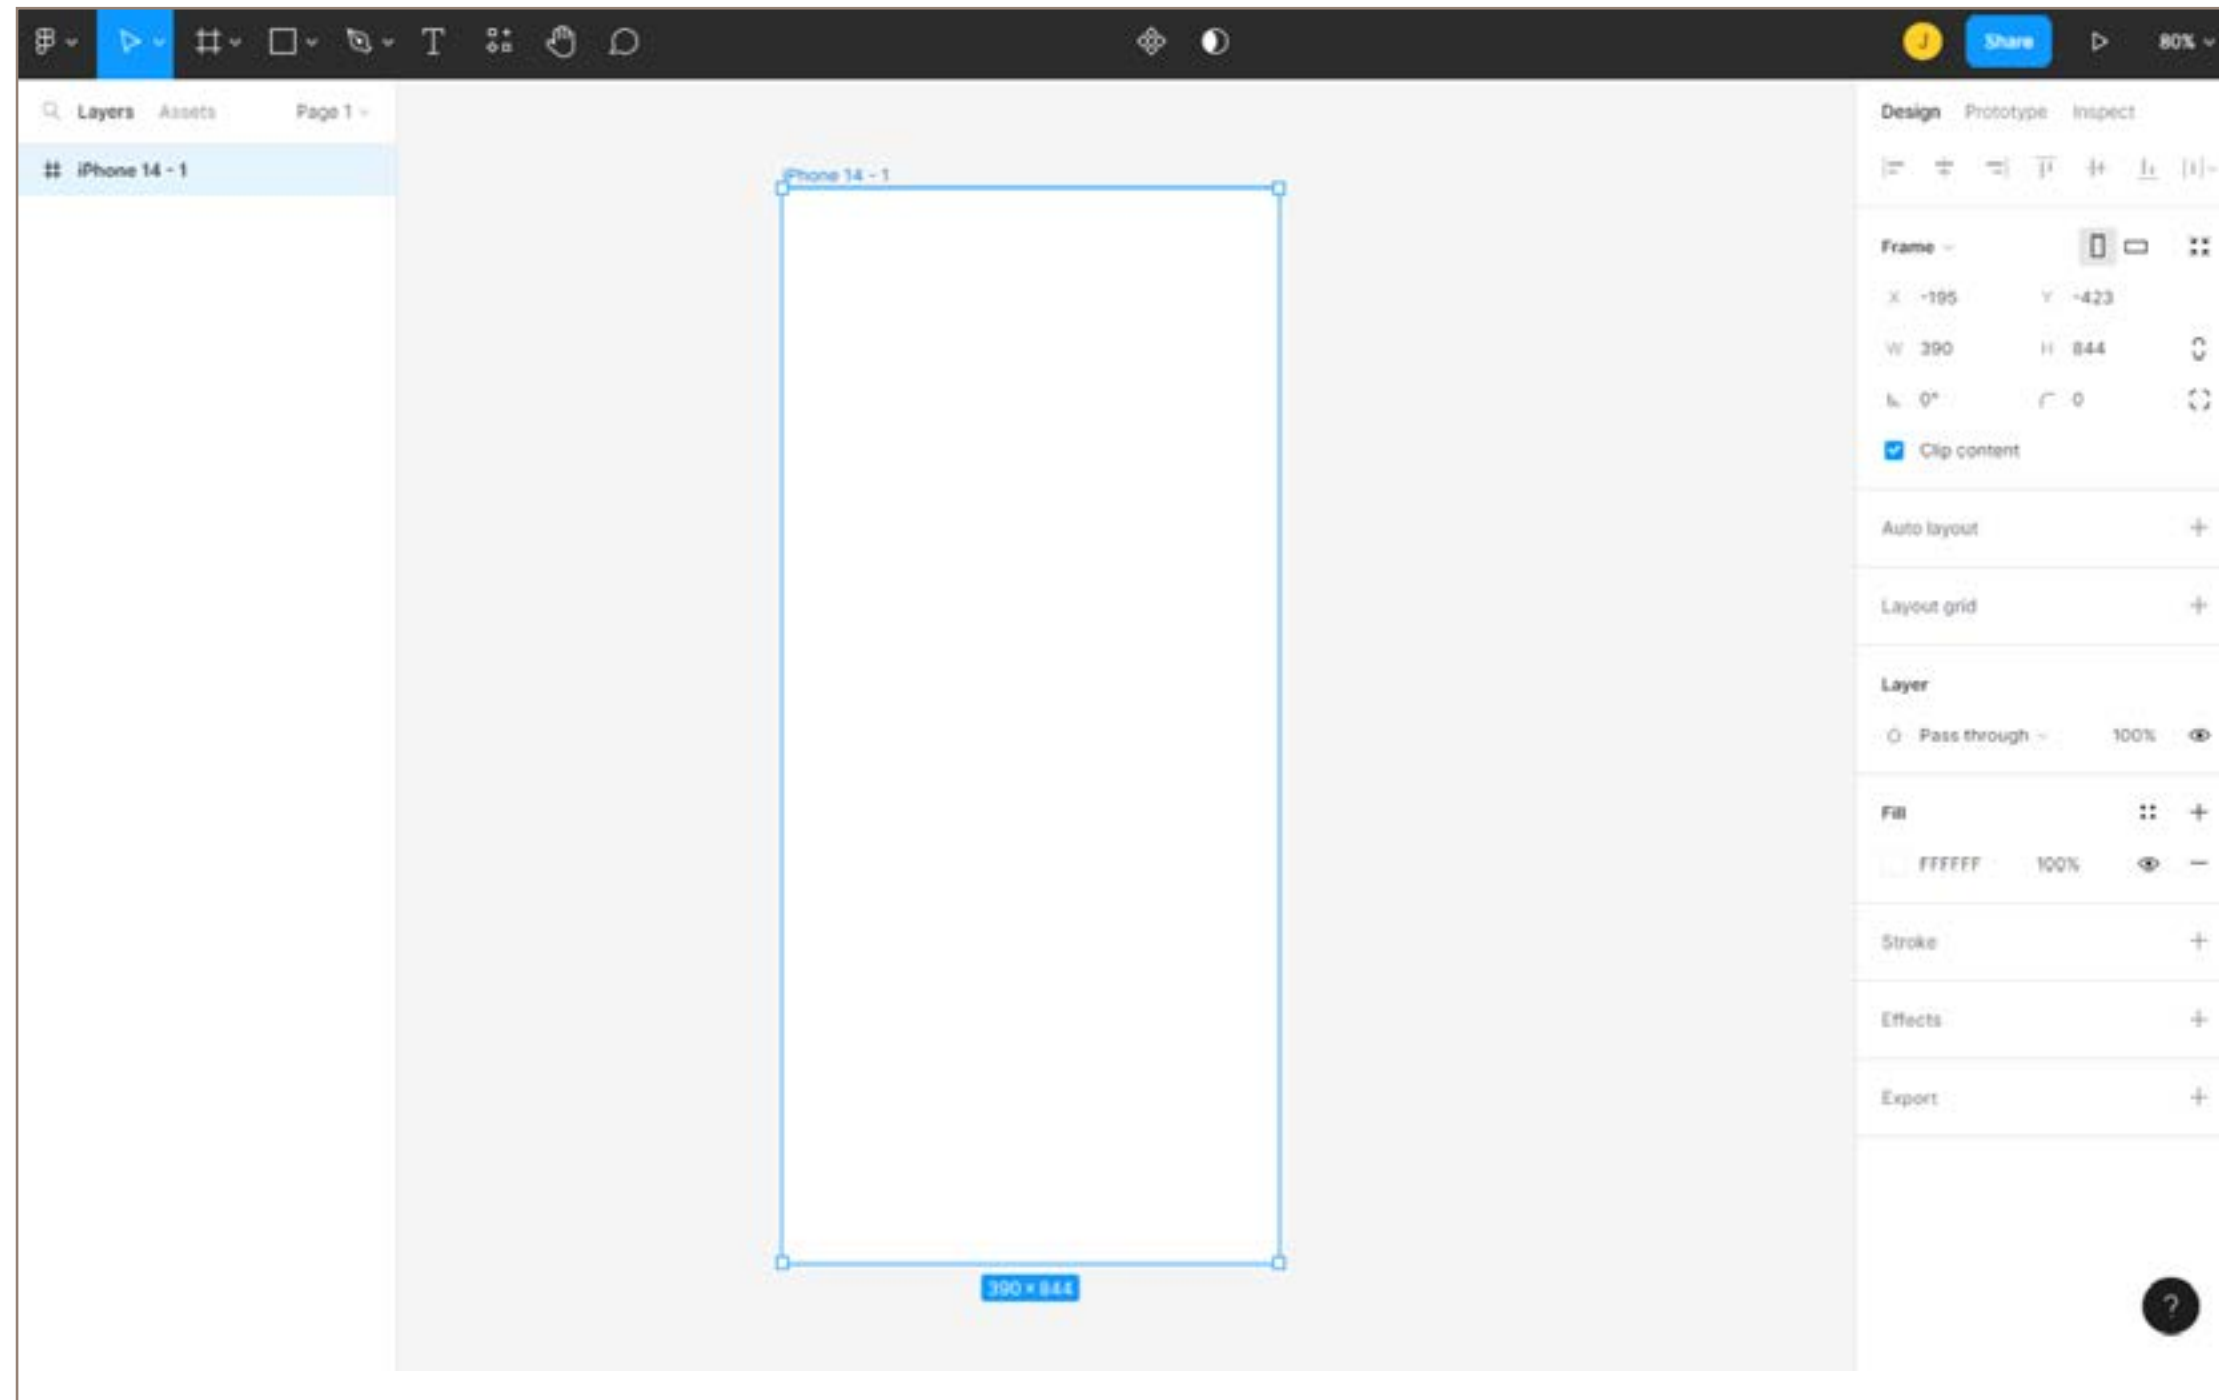 J Share 80%
Layers Assets Page 1
iPhone 14 - 1
iPhone 14 - 1
390 × 844
Design Prototype Inspect
Frame
X -195 Y -423
W 390 H 844
0° 0
Clip content
Auto layout
Layout grid
Layer
Pass through 100%
Fill
FFFFFF 100%
Stroke
Effects
Export
?